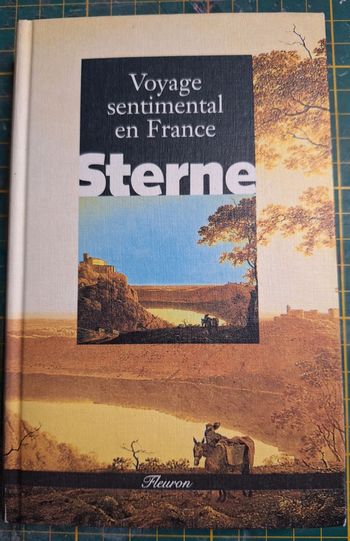 Voyage
sentimental
en France
Sterne
Fleuron